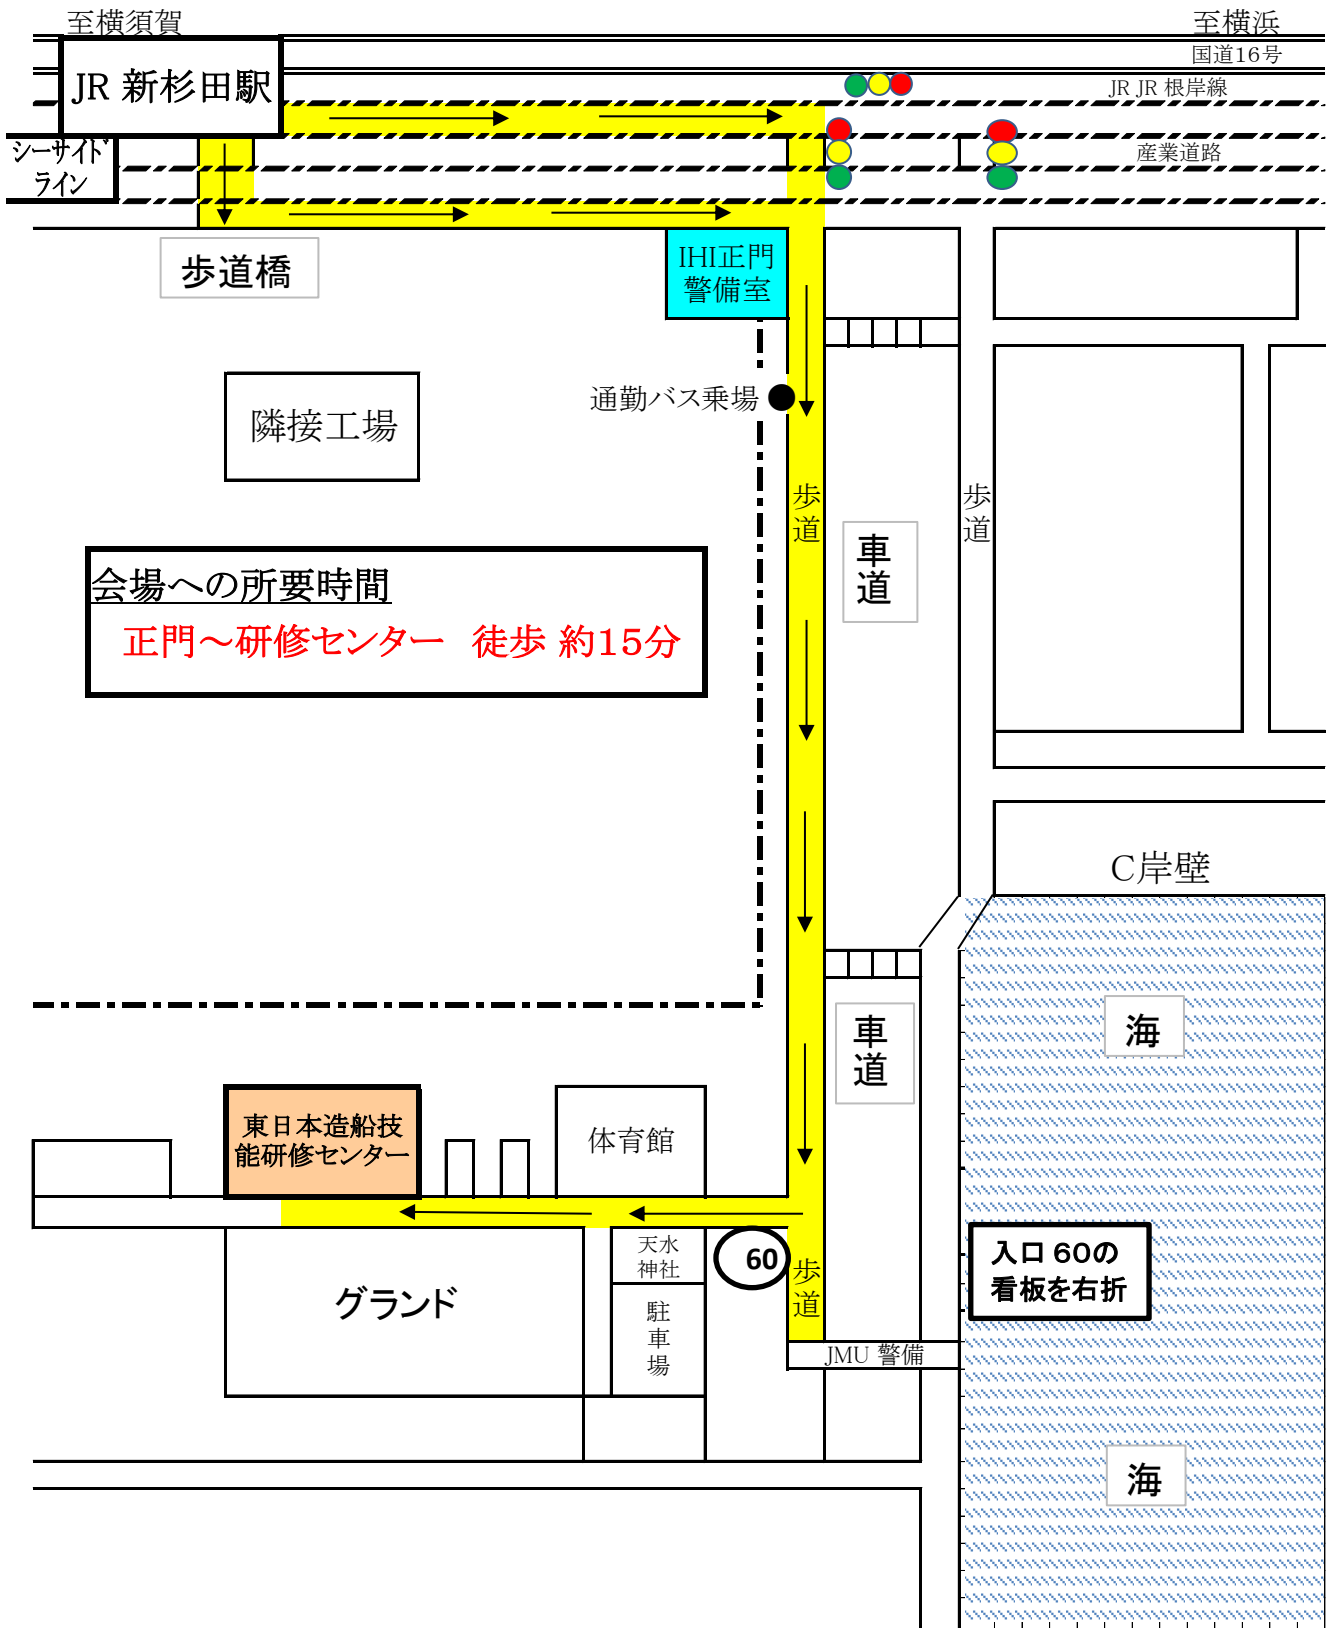 至横須賀
至横浜
国道16号
JR 新杉田駅
JR JR 根岸線
シーサイド
ライン
産業道路
歩道橋
IHI正門
警備室
通勤バス乗場
隣接工場
歩道
歩道
車道
会場への所要時間
正門～研修センター 徒歩 約15分
C岸壁
海
車道
東日本造船技
能研修センター
体育館
天水
神社
60
歩道
入口 60の
看板を右折
グランド
駐車場
JMU 警備
海